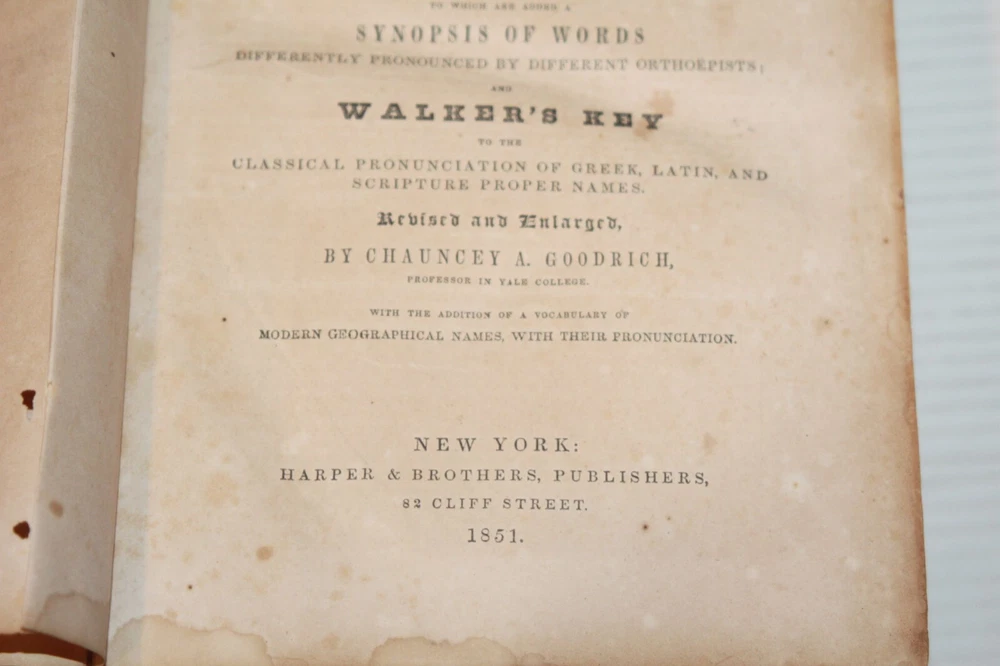 TO WHICH ARE ADDED A
SYNOPSIS OF WORDS
DIFFERENTLY PRONOUNCED BY DIFFERENT ORTHOËPISTS;
AND
WALKER'S KEY
TO THE
CLASSICAL PRONUNCIATION OF GREEK, LATIN, AND
SCRIPTURE PROPER NAMES.
Revised and Enlarged,
BY CHAUNCEY A. GOODRICH,
PROFESSOR IN YALE COLLEGE.
WITH THE ADDITION OF A VOCABULARY OF
MODERN GEOGRAPHICAL NAMES, WITH THEIR PRONUNCIATION.
NEW YORK:
HARPER & BROTHERS, PUBLISHERS,
82 CLIFF STREET.
1851.